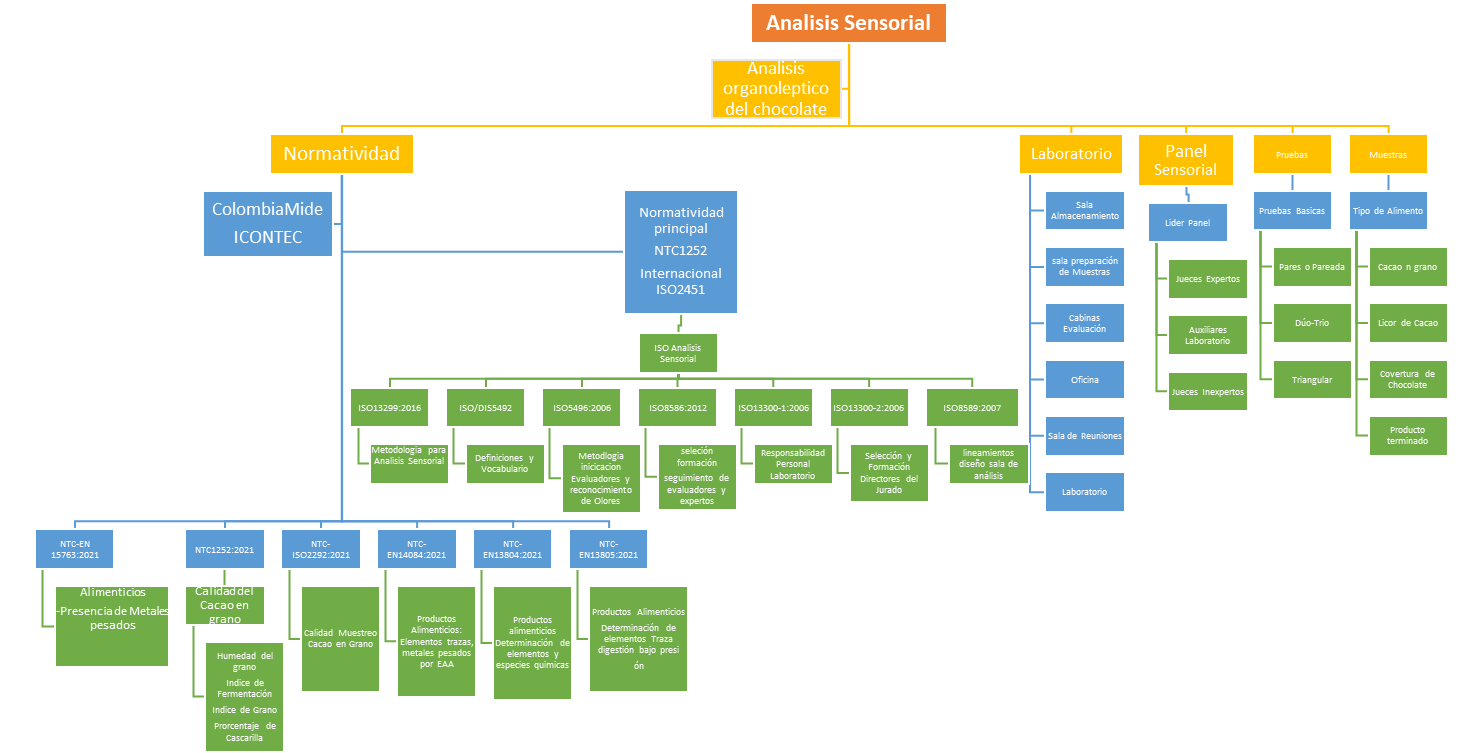 Analisis Sensorial
Analisis
organoleptico
del chocolate
Normatividad
ColombiaMide
ICONTEC
Normatividad
principal
NTC1252
Internacional
ISO2451
ISO Analisis
Sensorial
ISO13299:2016
Metodología para
Analisis Sensorial
ISO/DIS5492
Definiciones y
Vocabulario
ISO5496:2006
Metodlogia
inicicacion
Evaluadores y
reconocimiento
de Olores
ISO8586:2012
seleción
formación
seguimiento de
evaluadores y
expertos
ISO13300-1:2006
Responsabilidad
Personal
Laboratorio
ISO13300-2:2006
Selección y
Formación
Directores del
Jurado
ISO8589:2007
lineamientos
diseño sala de
análisis
NTC-EN
15763:2021
Alimenticios
-Presencia de Metales
pesados
NTC1252:2021
Calidad del
Cacao en
grano
Humedad del
grano
Indice de
Fermentación
Indice de Grano
Prorcentaje de
Cascarilla
NTC-
ISO2292:2021
Calidad Muestreo
Cacao en Grano
NTC-
EN14084:2021
Productos
Alimenticios:
Elementos trazas,
metales pesados
por EAA
NTC-
EN13804:2021
Productos
alimenticios
Determinación de
elementos y
especies quimicas
NTC-
EN13805:2021
Productos Alimenticios
Determinación de
elementos Traza
digestión bajo presi
ón
Laboratorio
Sala
Almacenamiento
sala preparación
de Muestras
Cabinas
Evaluación
Oficina
Sala de Reuniones
Laboratorio
Panel
Sensorial
Lider Panel
Jueces Expertos
Auxiliares
Laboratorio
Jueces Inexpertos
Pruebas
Pruebas Basicas
Pares o Pareada
Dúo-Trio
Triangular
Muestras
Tipo de Alimento
Cacao n grano
Licor de Cacao
Covertura de
Chocolate
Producto
terminado